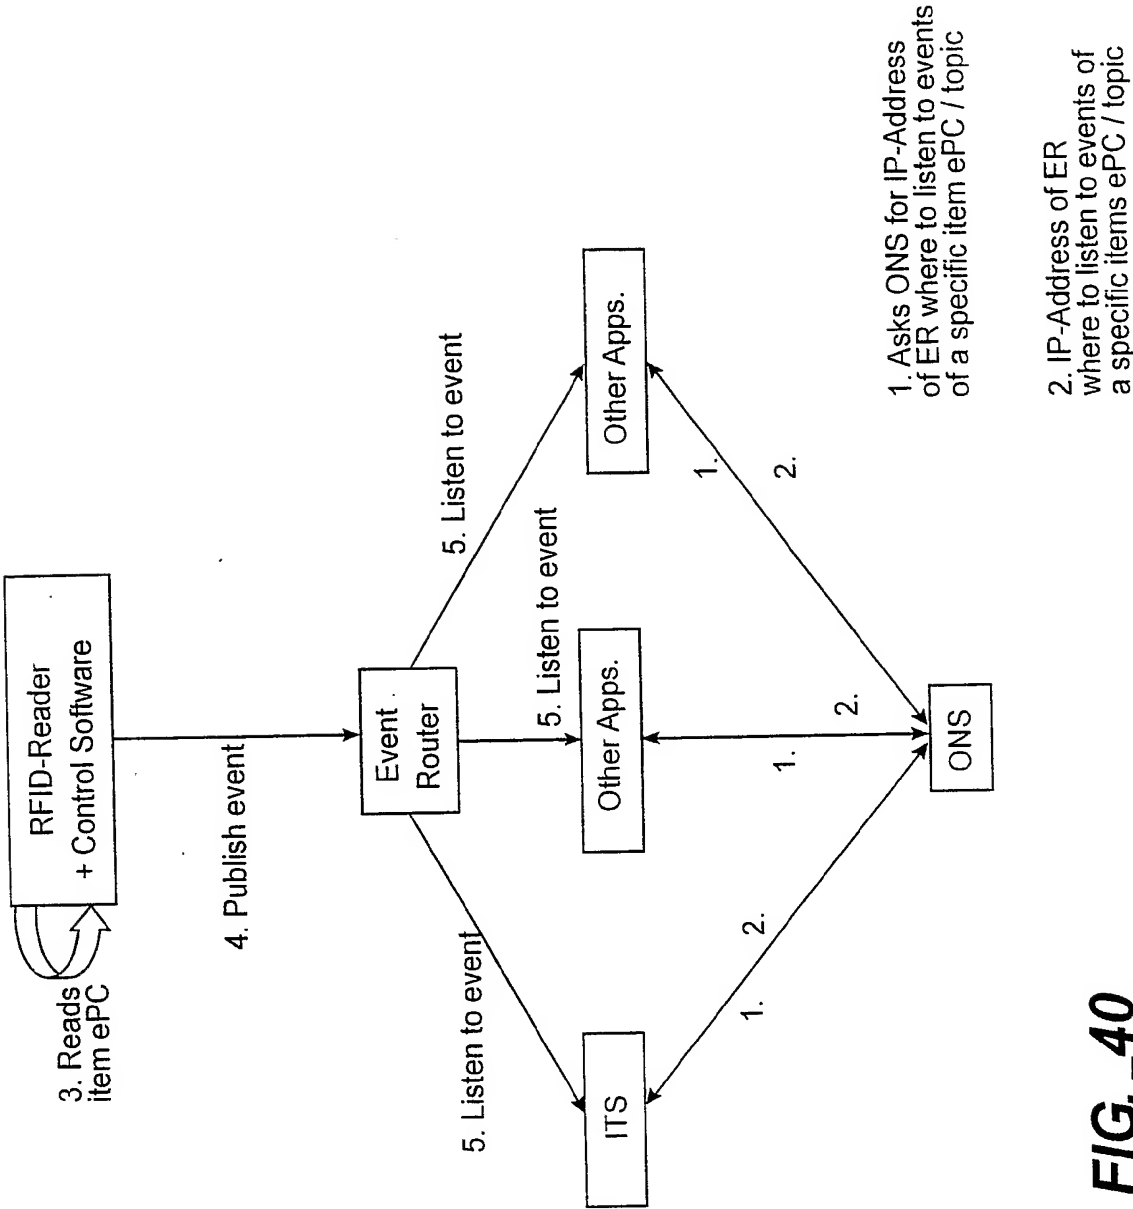 RFID-Reader
+ Control Software
3. Reads
item ePC
4. Publish event
Event
Router
5. Listen to event
5. Listen to event
5. Listen to event
ITS
Other Apps.
Other Apps.
1.
2.
1.
2.
1.
2.
ONS
1. Asks ONS for IP-Address
of ER where to listen to events
of a specific item ePC / topic
2. IP-Address of ER
where to listen to events of
a specific items ePC / topic
FIG._40